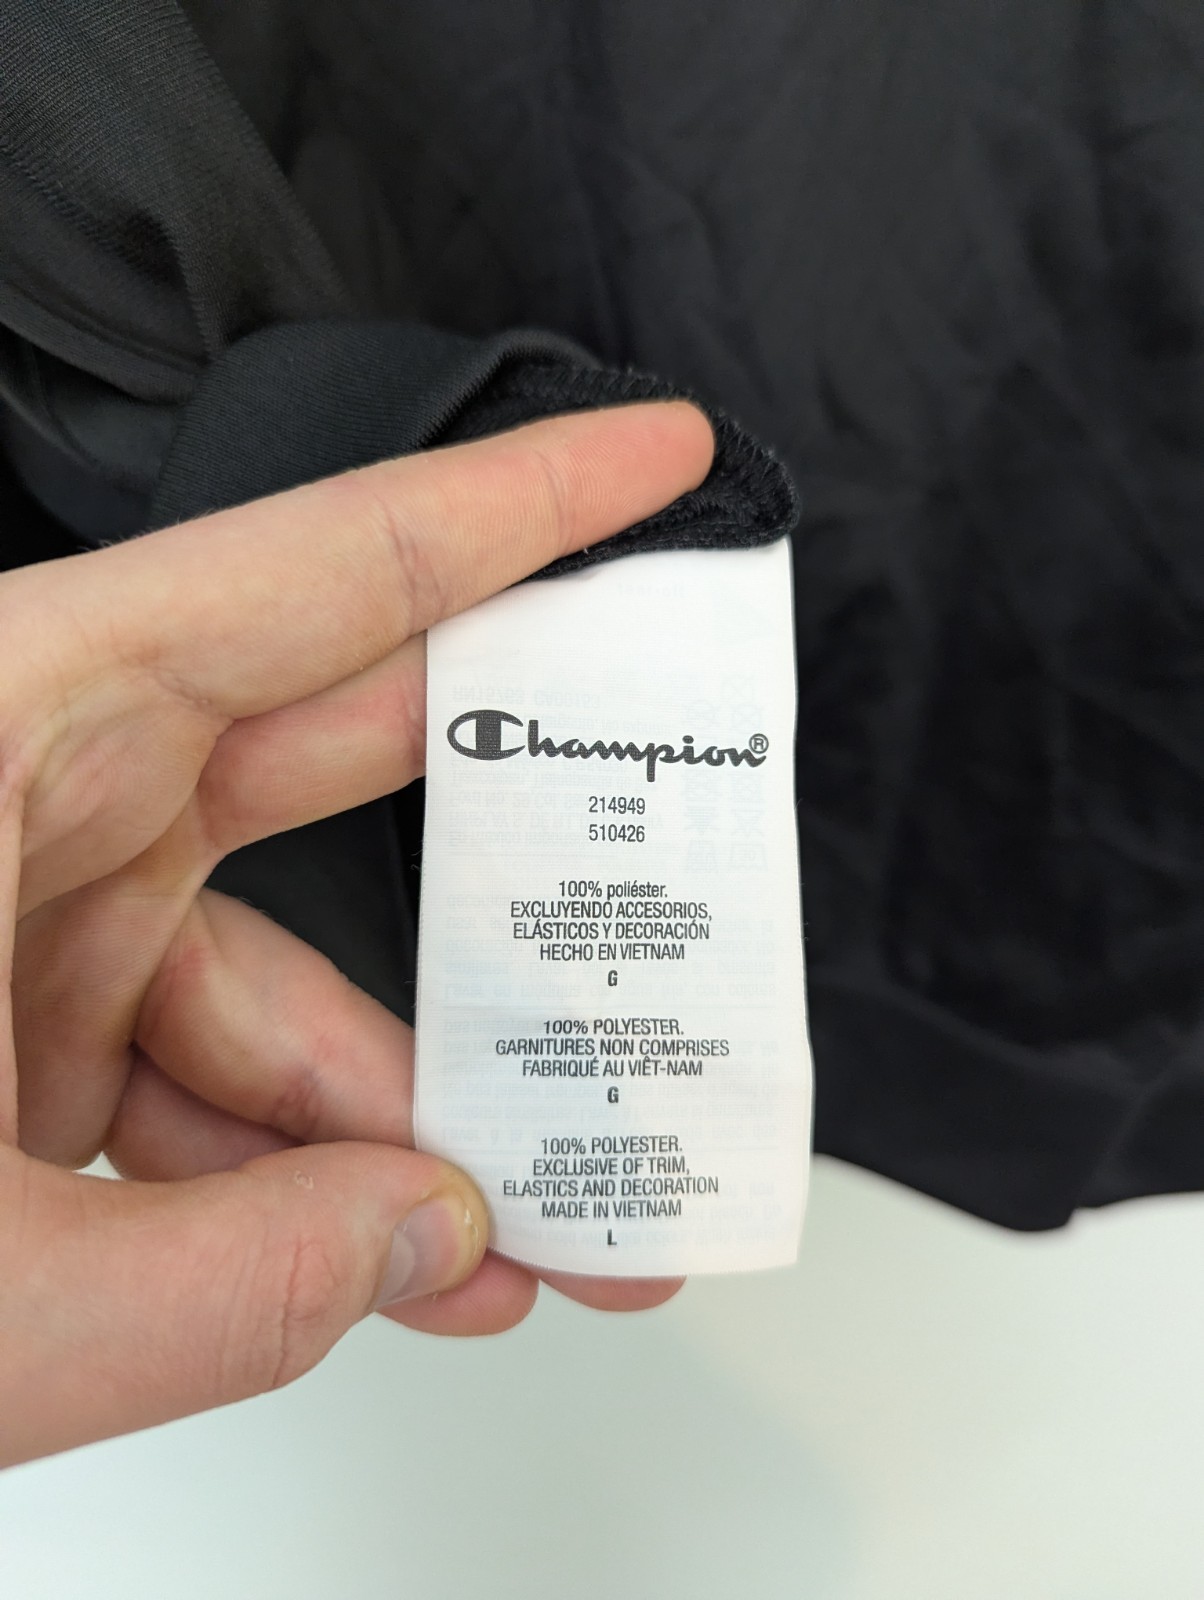 Champion®
214949
510426
100% poliéster.
EXCLUYENDO ACCESORIOS,
ELÁSTICOS Y DECORACIÓN
HECHO EN VIETNAM
G
100% POLYESTER.
GARNITURES NON COMPRISES
FABRIQUÉ AU VIÊT-NAM
G
100% POLYESTER.
EXCLUSIVE OF TRIM,
ELASTICS AND DECORATION
MADE IN VIETNAM
L